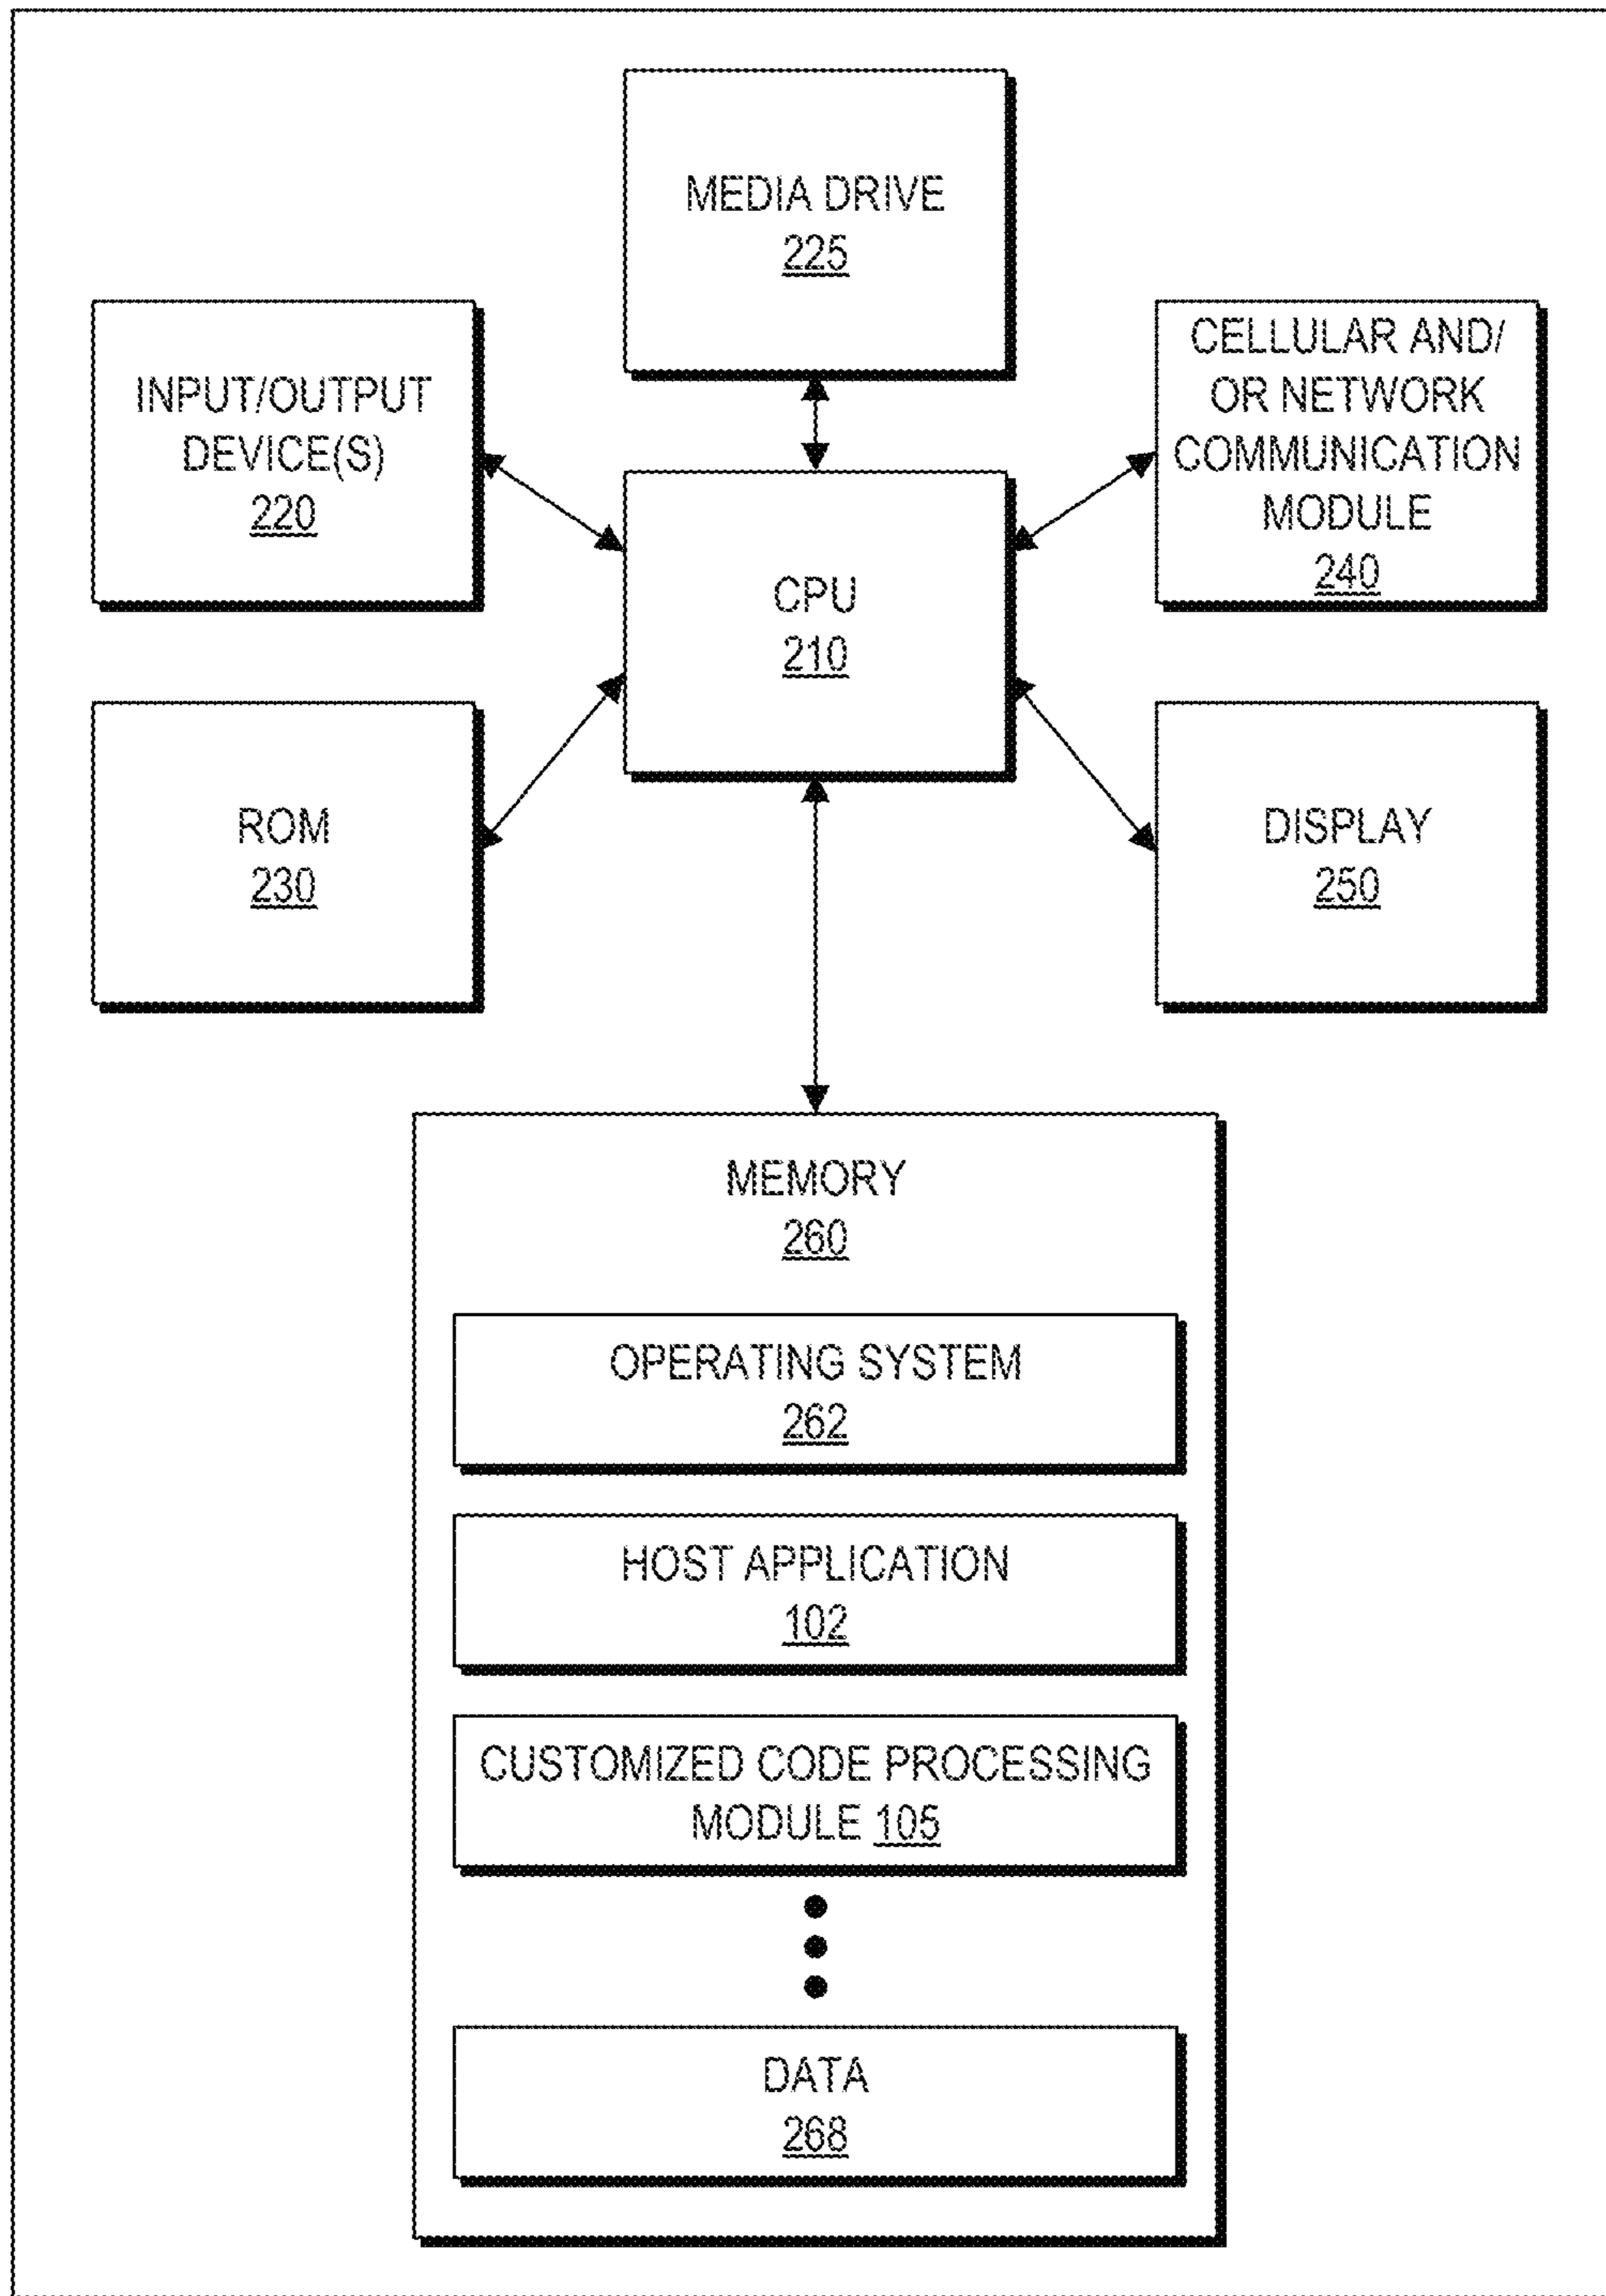 MEDIA DRIVE
225
INPUT/OUTPUT
DEVICE(S)
220
CELLULAR AND/
OR NETWORK
COMMUNICATION
MODULE
240
CPU
210
ROM
230
DISPLAY
250
MEMORY
260
OPERATING SYSTEM
262
HOST APPLICATION
102
CUSTOMIZED CODE PROCESSING
MODULE 105
DATA
268